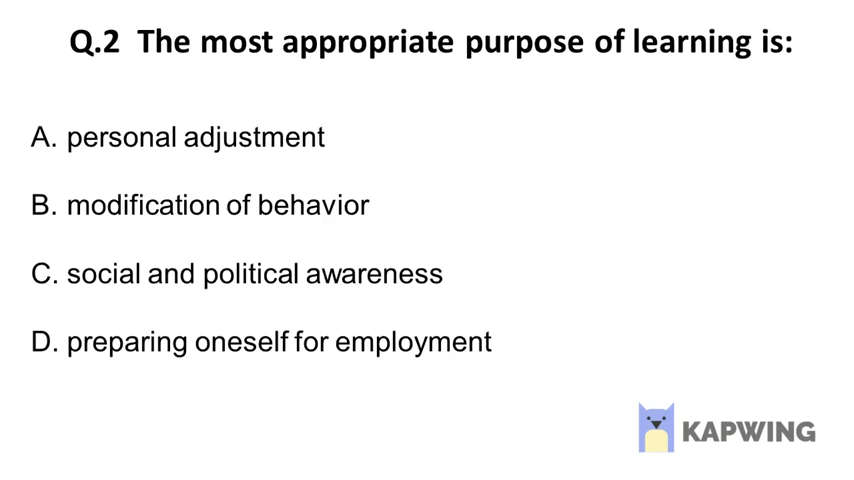 Q.2 The most appropriate purpose of learning is:
A. personal adjustment
B. modification of behavior
C. social and political awareness
D. preparing oneself for employment
KAPWING